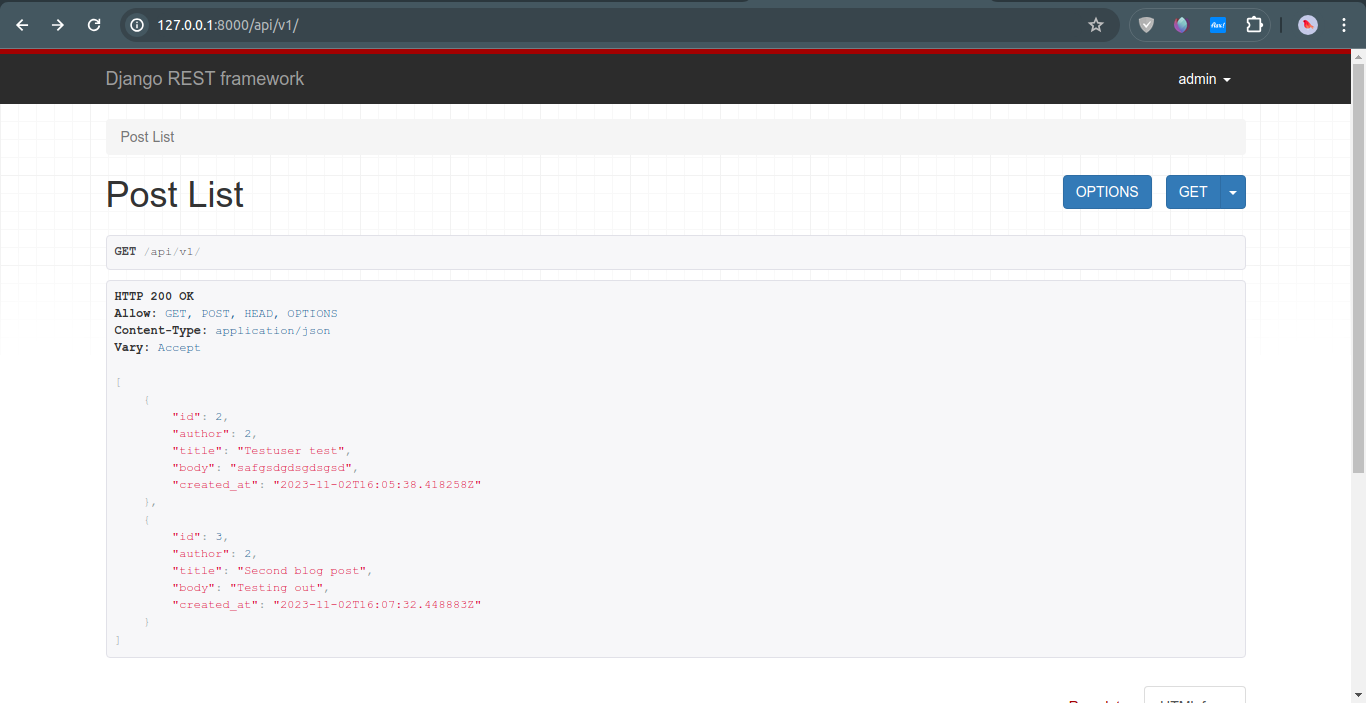 127.0.0.1:8000/api/v1/
Django REST framework
admin
Post List
Post List
OPTIONS
GET
GET /api/v1/
HTTP 200 OK
Allow: GET, POST, HEAD, OPTIONS
Content-Type: application/json
Vary: Accept
[
{
"id": 2,
"author": 2,
"title": "Testuser test",
"body": "safgsdgdsgdsgsd",
"created_at": "2023-11-02T16:05:38.418258Z"
},
{
"id": 3,
"author": 2,
"title": "Second blog post",
"body": "Testing out",
"created_at": "2023-11-02T16:07:32.448883Z"
}
]